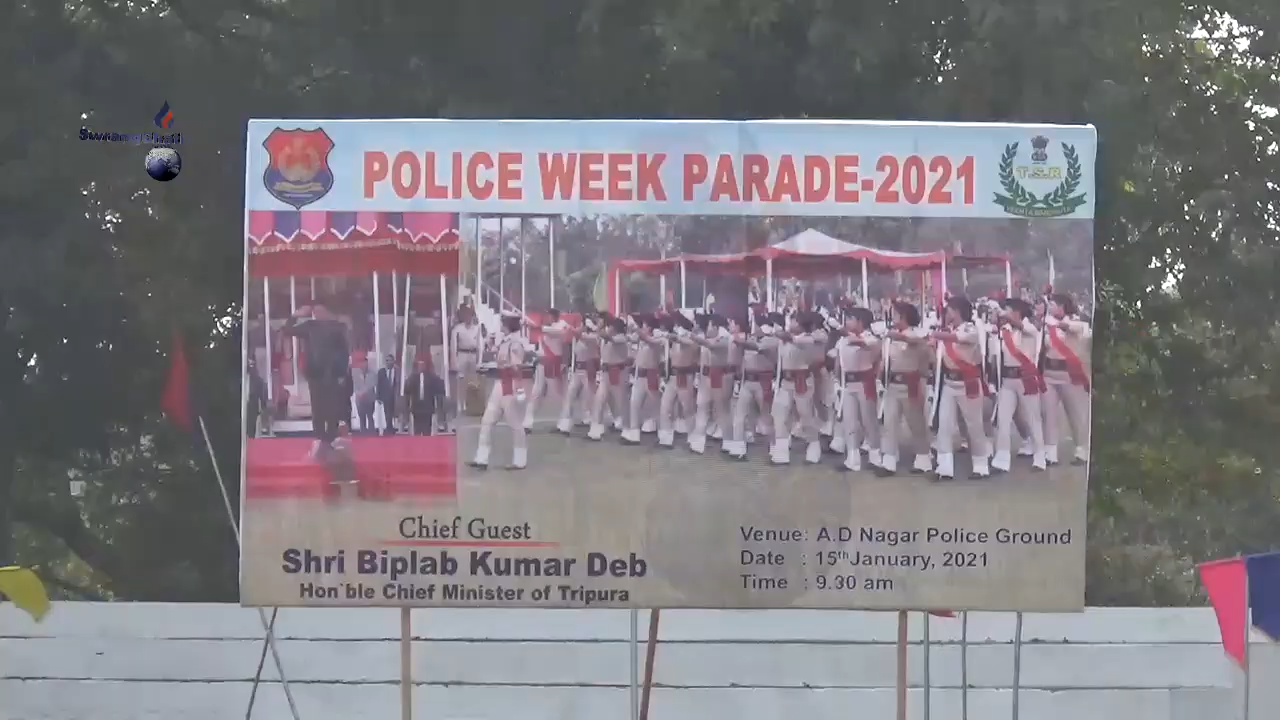 POLICE WEEK PARADE-2021
T.S.R
Chief Guest
Shri Biplab Kumar Deb
Hon'ble Chief Minister of Tripura
Venue: A.D Nagar Police Ground
Date : 15th January, 2021
Time : 9.30 am